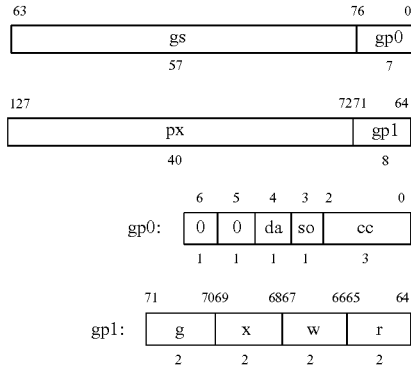 63 76 0
gs gp0
57 7
127 7271 64
px gp1
40 8
6 5 4 3 2 0
gp0: 0 0 da so cc
1 1 1 1 3
71 7069 6867 6665 64
gp1: g x w r
2 2 2 2